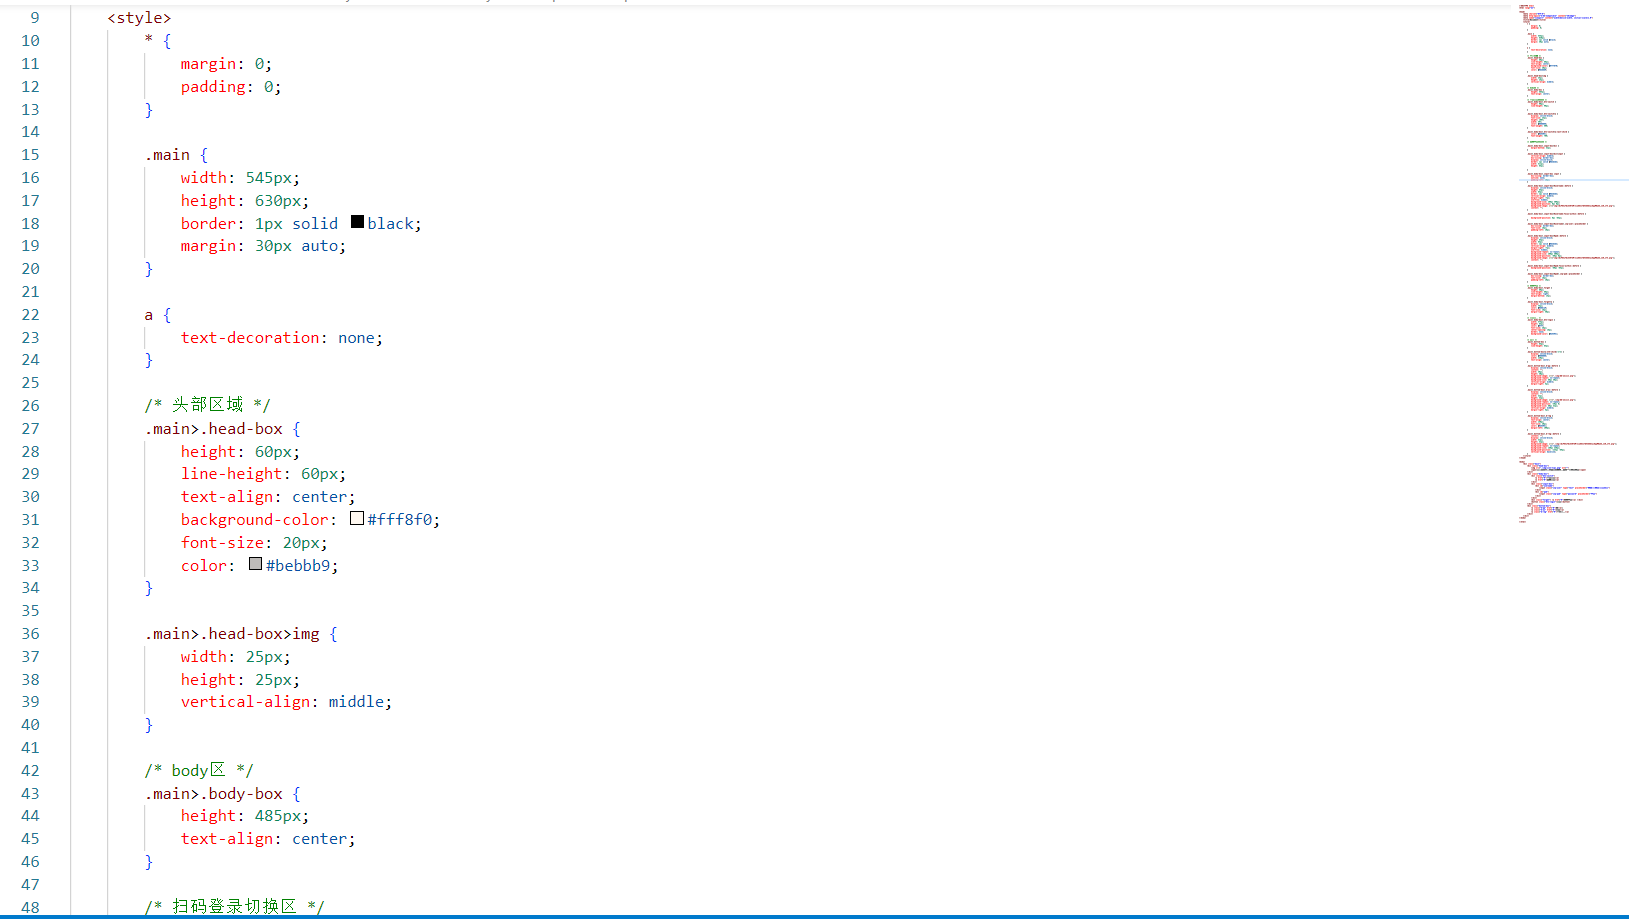 9 <style>
10 * {
11 margin: 0;
12 padding: 0;
13 }
14
15 .main {
16 width: 545px;
17 height: 630px;
18 border: 1px solid black;
19 margin: 30px auto;
20 }
21
22 a {
23 text-decoration: none;
24 }
25
26 /* 头部区域 */
27 .main>.head-box {
28 height: 60px;
29 line-height: 60px;
30 text-align: center;
31 background-color: #fff8f0;
32 font-size: 20px;
33 color: #bebbb9;
34 }
35
36 .main>.head-box>img {
37 width: 25px;
38 height: 25px;
39 vertical-align: middle;
40 }
41
42 /* body区 */
43 .main>.body-box {
44 height: 485px;
45 text-align: center;
46 }
47
48 /* 扫码登录切换区 */